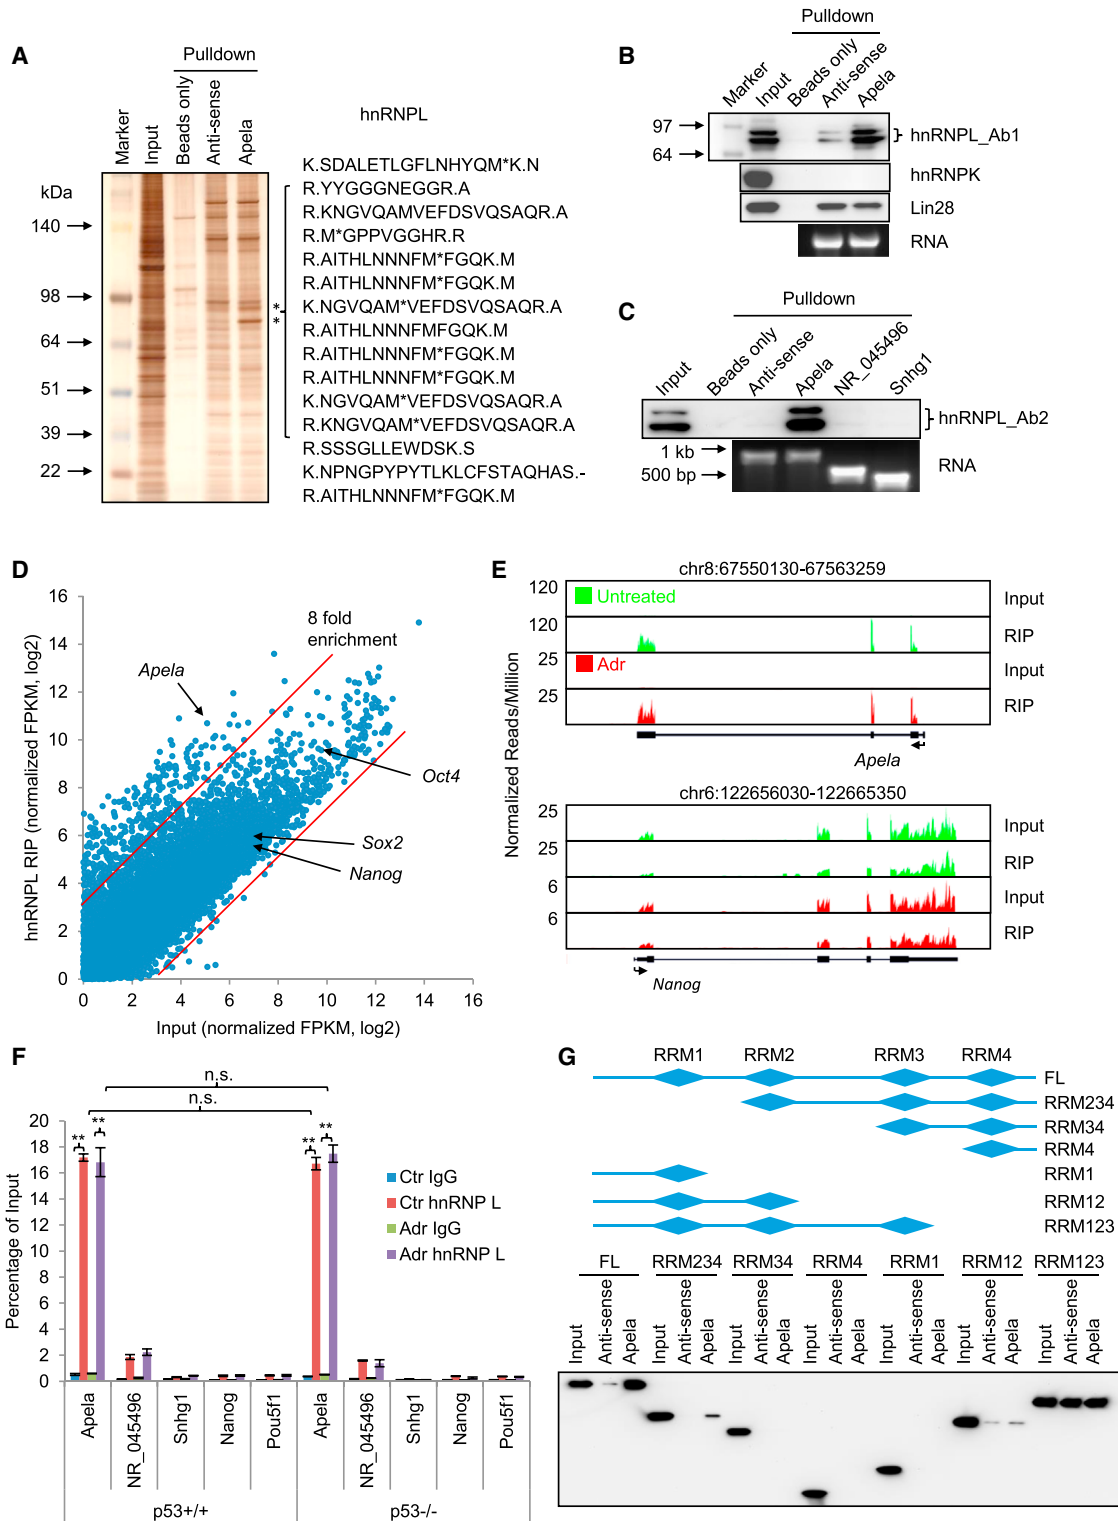 A
Pulldown
Marker
Input
Beads only
Anti-sense
Apela
hnRNPL
kDa
140
98
64
51
39
22
*
*
K.SDALETLGFLNHYQM*K.N
R.YYGGGNEGGR.A
R.KNGVQAMVEFDSVQSAQR.A
R.M*GPPVGGHR.R
R.AITHLNNNFM*FGQK.M
R.AITHLNNNFM*FGQK.M
K.NGVQAM*VEFDSVQSAQR.A
R.AITHLNNNFMFGQK.M
R.AITHLNNNFM*FGQK.M
R.AITHLNNNFM*FGQK.M
K.NGVQAM*VEFDSVQSAQR.A
R.KNGVQAM*VEFDSVQSAQR.A
R.SSSGLLEWDSK.S
K.NPNGPYPYTLKLCFSTAQHAS.-
R.AITHLNNNFM*FGQK.M
B
Pulldown
Marker
Input
Beads only
Anti-sense
Apela
97
64
hnRNPL_Ab1
hnRNPK
Lin28
RNA
C
Pulldown
Input
Beads only
Anti-sense
Apela
NR_045496
Snhg1
hnRNPL_Ab2
1 kb
500 bp
RNA
D
hnRNPL RIP (normalized FPKM, log2)
16
14
12
10
8
6
4
2
0
8 fold
enrichment
Apela
Oct4
Sox2
Nanog
0 2 4 6 8 10 12 14 16
Input (normalized FPKM, log2)
E
Normalized Reads/Million
chr8:67550130-67563259
120
Untreated
Input
120
RIP
25
Adr
Input
25
RIP
Apela
chr6:122656030-122665350
25
Input
25
RIP
6
Input
6
RIP
Nanog
F
Percentage of Input
n.s.
n.s.
20
18
16
14
12
10
8
6
4
2
0
** ** ** **
Ctr IgG
Ctr hnRNP L
Adr IgG
Adr hnRNP L
Apela
NR_045496
Snhg1
Nanog
Pou5f1
Apela
NR_045496
Snhg1
Nanog
Pou5f1
p53+/+ p53-/-
G
RRM1 RRM2 RRM3 RRM4
FL
RRM234
RRM34
RRM4
RRM1
RRM12
RRM123
FL RRM234 RRM34 RRM4 RRM1 RRM12 RRM123
Input
Anti-sense
Apela
Input
Anti-sense
Apela
Input
Anti-sense
Apela
Input
Anti-sense
Apela
Input
Anti-sense
Apela
Input
Anti-sense
Apela
Input
Anti-sense
Apela